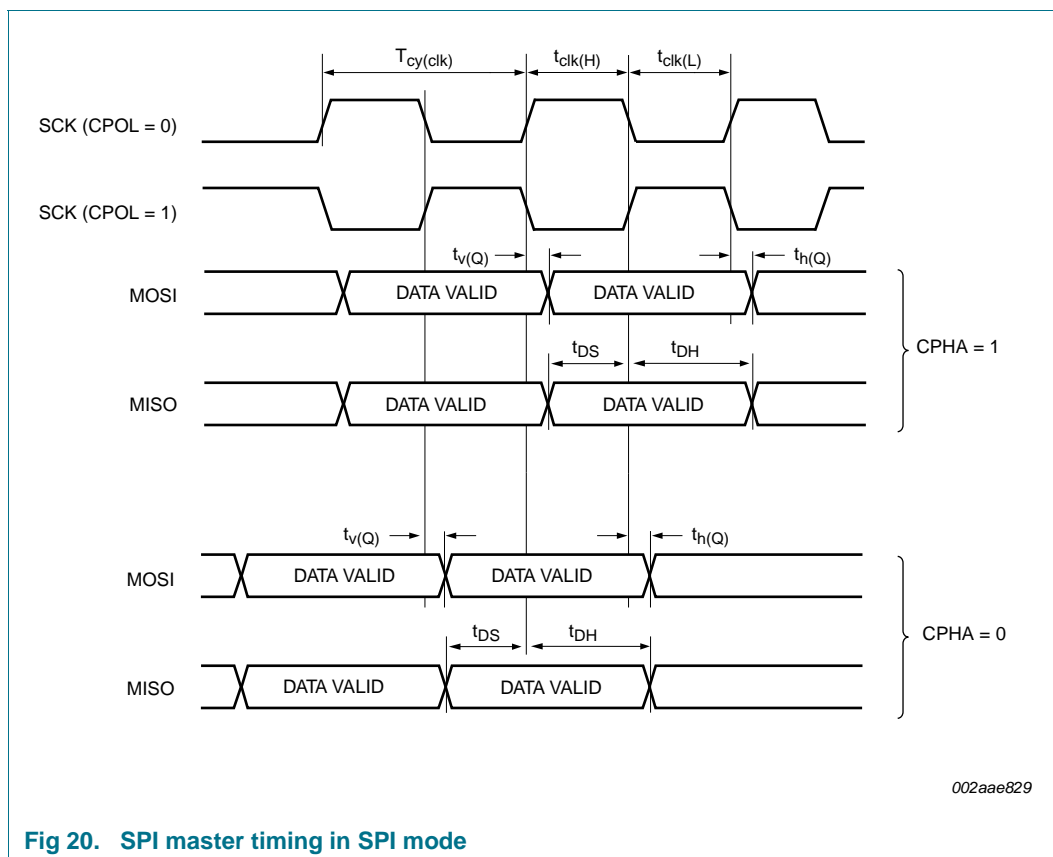 Tcy(clk) tclk(H) tclk(L)
SCK (CPOL = 0)
SCK (CPOL = 1)
tv(Q) th(Q)
MOSI DATA VALID DATA VALID
CPHA = 1
tDS tDH
MISO DATA VALID DATA VALID
tv(Q) th(Q)
MOSI DATA VALID DATA VALID
CPHA = 0
tDS tDH
MISO DATA VALID DATA VALID
002aae829
Fig 20. SPI master timing in SPI mode